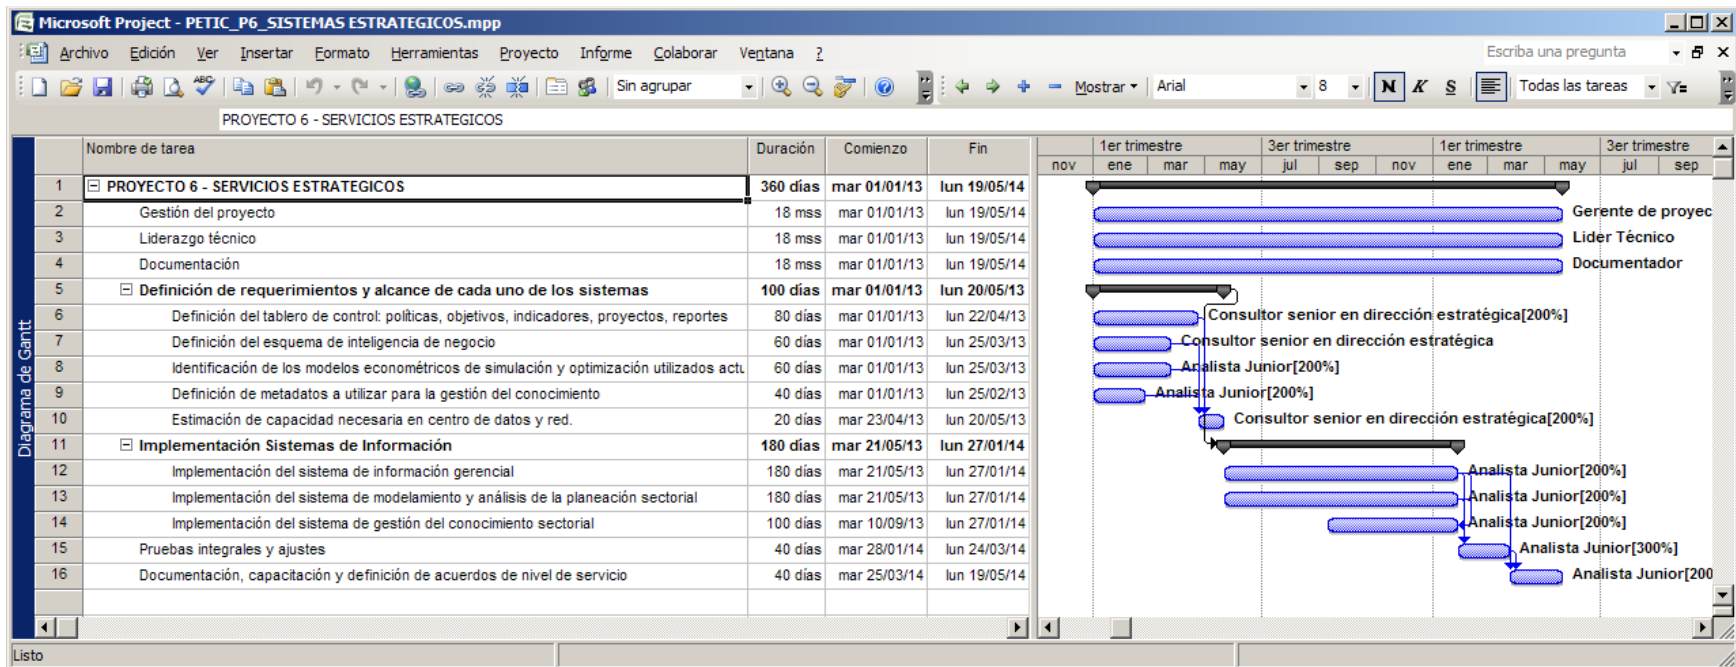 Microsoft Project - PETIC_P6_SISTEMAS ESTRATEGICOS.mpp
Archivo Edición Ver Insertar Formato Herramientas Proyecto Informe Colaborar Ventana ? Escriba una pregunta
ABC Sin agrupar Mostrar Arial 8 N K S Todas las tareas
PROYECTO 6 - SERVICIOS ESTRATEGICOS
Nombre de tarea Duración Comienzo Fin 1er trimestre 3er trimestre 1er trimestre 3er trimestre
nov ene mar may jul sep nov ene mar may jul sep
1 PROYECTO 6 - SERVICIOS ESTRATEGICOS 360 días mar 01/01/13 lun 19/05/14
2 Gestión del proyecto 18 mss mar 01/01/13 lun 19/05/14 Gerente de proyec
3 Liderazgo técnico 18 mss mar 01/01/13 lun 19/05/14 Lider Técnico
4 Documentación 18 mss mar 01/01/13 lun 19/05/14 Documentador
5 Definición de requerimientos y alcance de cada uno de los sistemas 100 días mar 01/01/13 lun 20/05/13
6 Definición del tablero de control: políticas, objetivos, indicadores, proyectos, reportes 80 días mar 01/01/13 lun 22/04/13 Consultor senior en dirección estratégica[200%]
7 Definición del esquema de inteligencia de negocio 60 días mar 01/01/13 lun 25/03/13 Consultor senior en dirección estratégica
8 Identificación de los modelos econométricos de simulación y optimización utilizados actu 60 días mar 01/01/13 lun 25/03/13 Analista Junior[200%]
9 Definición de metadatos a utilizar para la gestión del conocimiento 40 días mar 01/01/13 lun 25/02/13 Analista Junior[200%]
10 Estimación de capacidad necesaria en centro de datos y red. 20 días mar 23/04/13 lun 20/05/13 Consultor senior en dirección estratégica[200%]
11 Implementación Sistemas de Información 180 días mar 21/05/13 lun 27/01/14
12 Implementación del sistema de información gerencial 180 días mar 21/05/13 lun 27/01/14 Analista Junior[200%]
13 Implementación del sistema de modelamiento y análisis de la planeación sectorial 180 días mar 21/05/13 lun 27/01/14 Analista Junior[200%]
14 Implementación del sistema de gestión del conocimiento sectorial 100 días mar 10/09/13 lun 27/01/14 Analista Junior[200%]
15 Pruebas integrales y ajustes 40 días mar 28/01/14 lun 24/03/14 Analista Junior[300%]
16 Documentación, capacitación y definición de acuerdos de nivel de servicio 40 días mar 25/03/14 lun 19/05/14 Analista Junior[200
Diagrama de Gantt
Listo